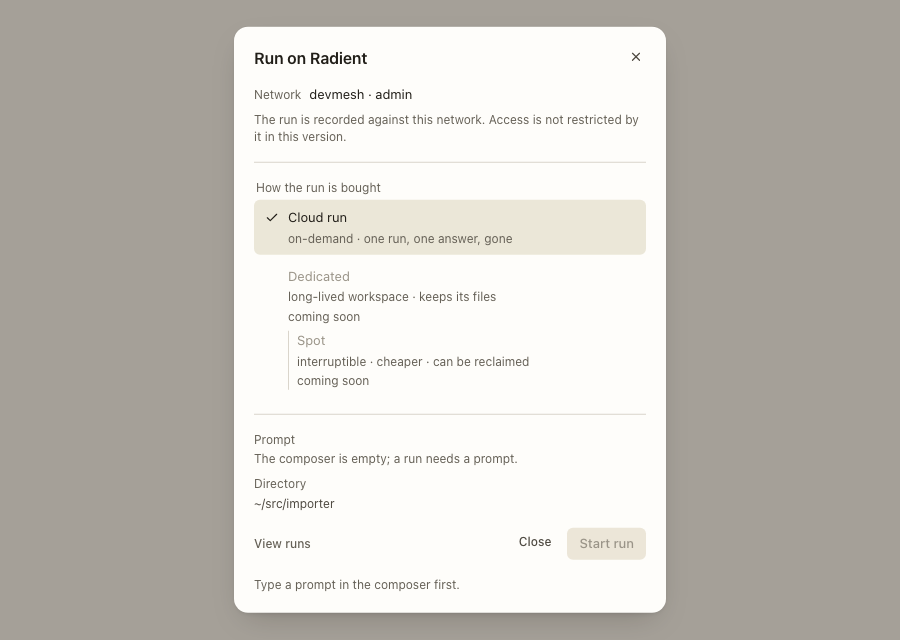 Run on Radient
Network devmesh · admin
The run is recorded against this network. Access is not restricted by
it in this version.
How the run is bought
Cloud run
on-demand · one run, one answer, gone
Dedicated
long-lived workspace · keeps its files
coming soon
Spot
interruptible · cheaper · can be reclaimed
coming soon
Prompt
The composer is empty; a run needs a prompt.
Directory
~/src/importer
View runs Close Start run
Type a prompt in the composer first.